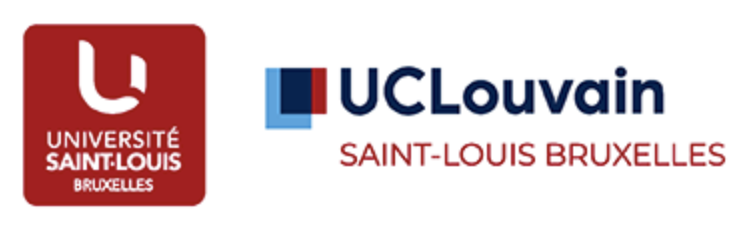 UNIVERSITÉ
SAINT-LOUIS
BRUXELLES
UCLouvain
SAINT-LOUIS BRUXELLES